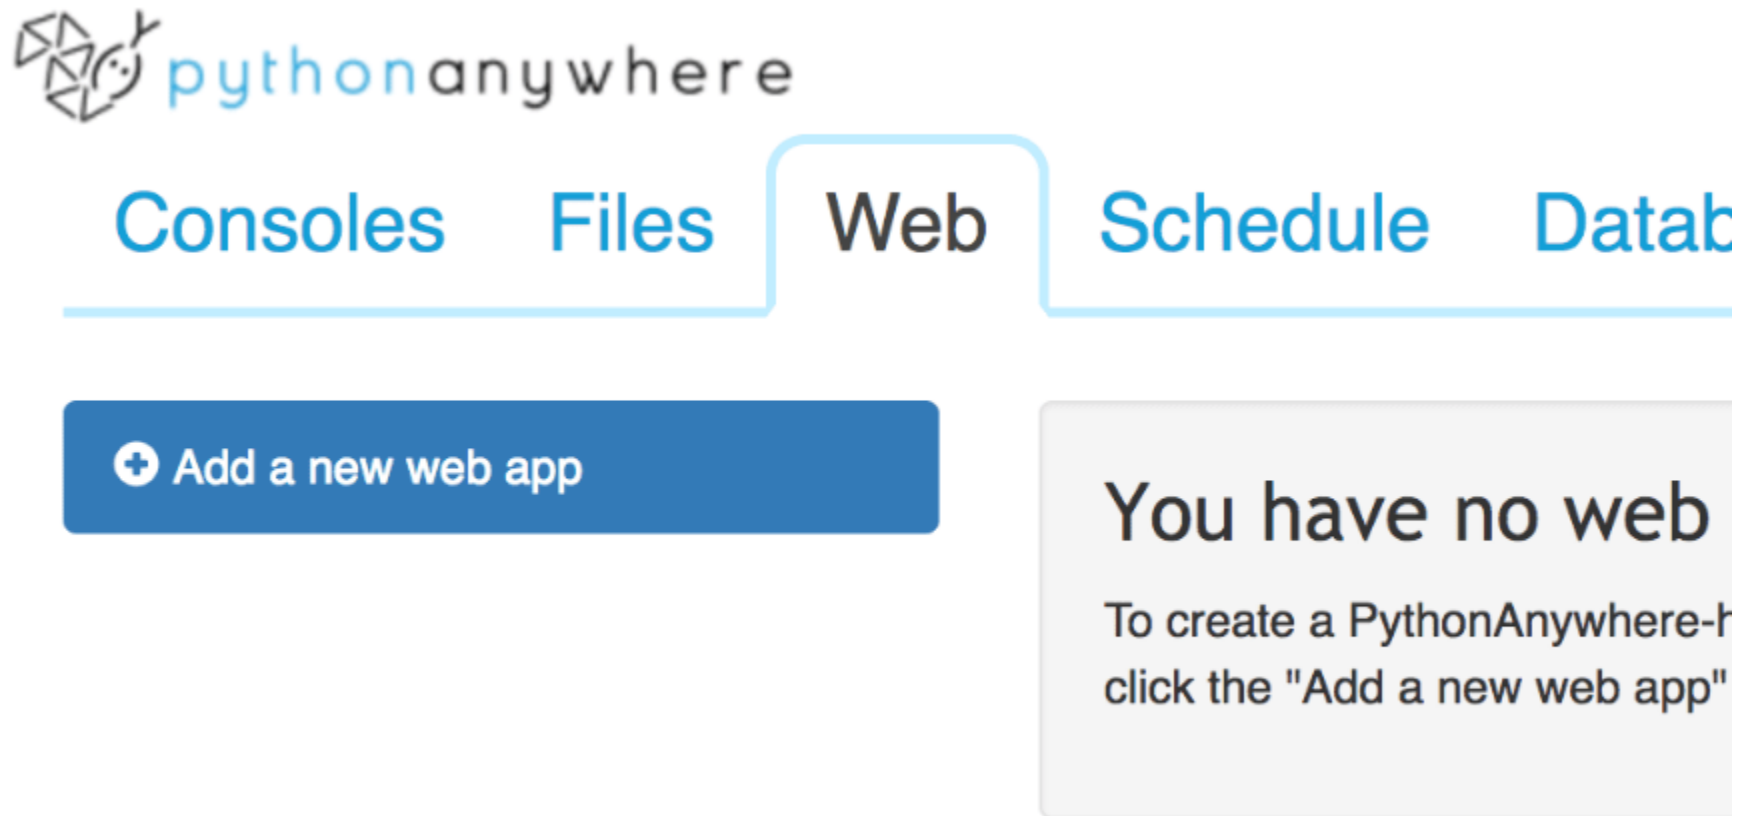 pythonanywhere
Consoles Files Web Schedule Datab
Add a new web app
You have no web
To create a PythonAnywhere-h
click the "Add a new web app"